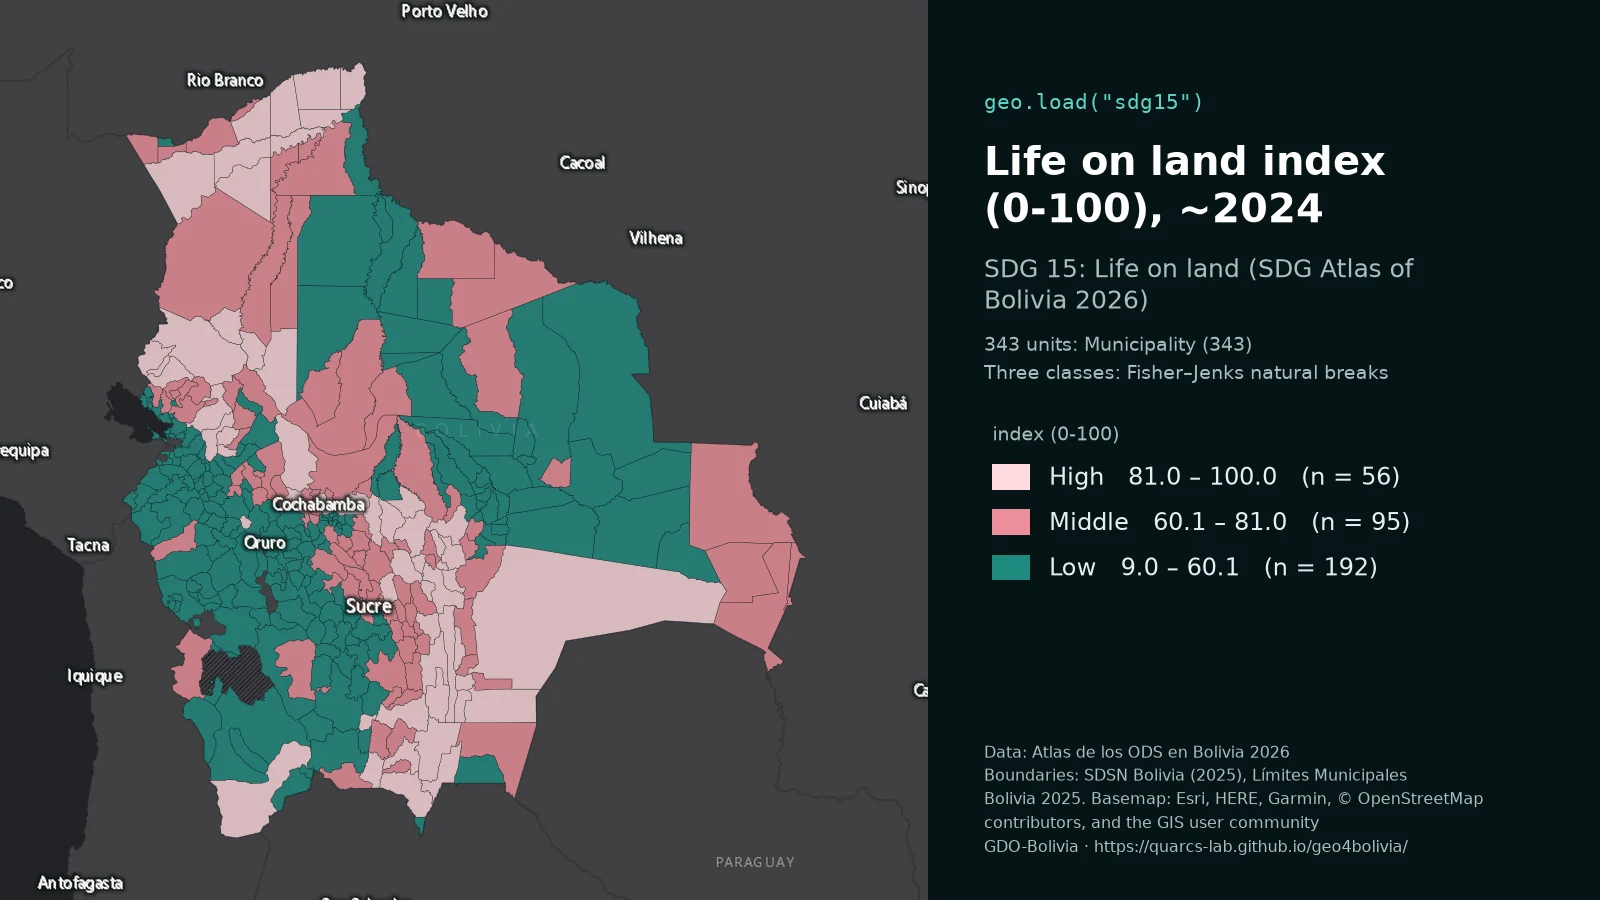 Porto Velho
Rio Branco
Cacoal
Vilhena
Cuiabá
BOLIVIA
equipa
Cochabamba
Tacna
Oruro
Sucre
Iquique
PARAGUAY
Antofagasta
geo.load("sdg15")
Life on land index
(0-100), ~2024
SDG 15: Life on land (SDG Atlas of
Bolivia 2026)
343 units: Municipality (343)
Three classes: Fisher–Jenks natural breaks
index (0-100)
High 81.0 – 100.0 (n = 56)
Middle 60.1 – 81.0 (n = 95)
Low 9.0 – 60.1 (n = 192)
Data: Atlas de los ODS en Bolivia 2026
Boundaries: SDSN Bolivia (2025), Límites Municipales
Bolivia 2025. Basemap: Esri, HERE, Garmin, © OpenStreetMap
contributors, and the GIS user community
GDO-Bolivia · https://quarcs-lab.github.io/geo4bolivia/